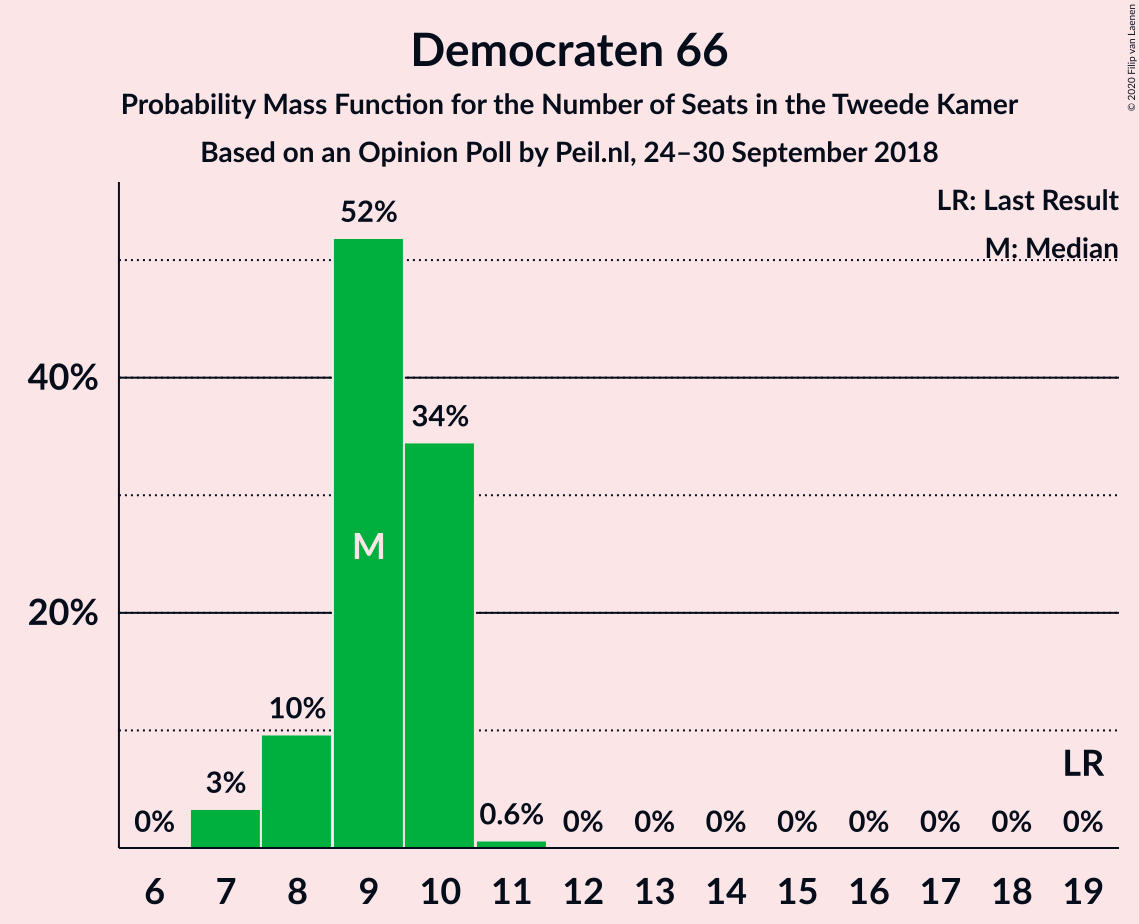 Democraten 66
Probability Mass Function for the Number of Seats in the Tweede Kamer
Based on an Opinion Poll by Peil.nl, 24–30 September 2018
© 2020 Filip van Laenen
LR: Last Result
M: Median
52%
40%
34%
M
20%
10%
LR
3%
0%
0.6%
0%
0%
0%
0%
0%
0%
0%
0%
6 7 8 9 10 11 12 13 14 15 16 17 18 19